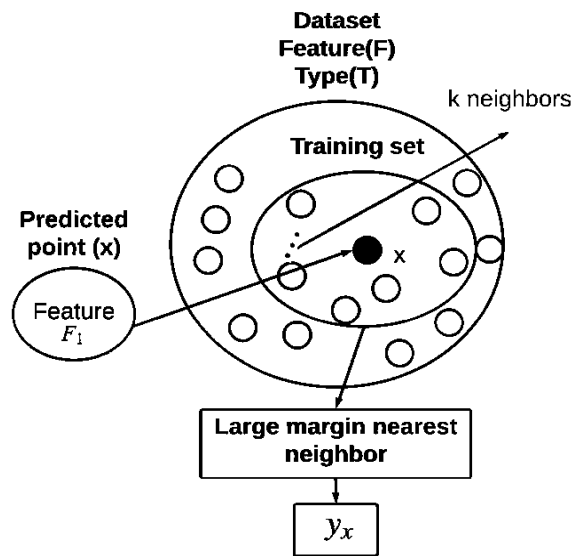 Dataset
Feature(F)
Type(T)
k neighbors
Training set
Predicted
point (x)
x
Feature
F₁
Large margin nearest
neighbor
yₓ